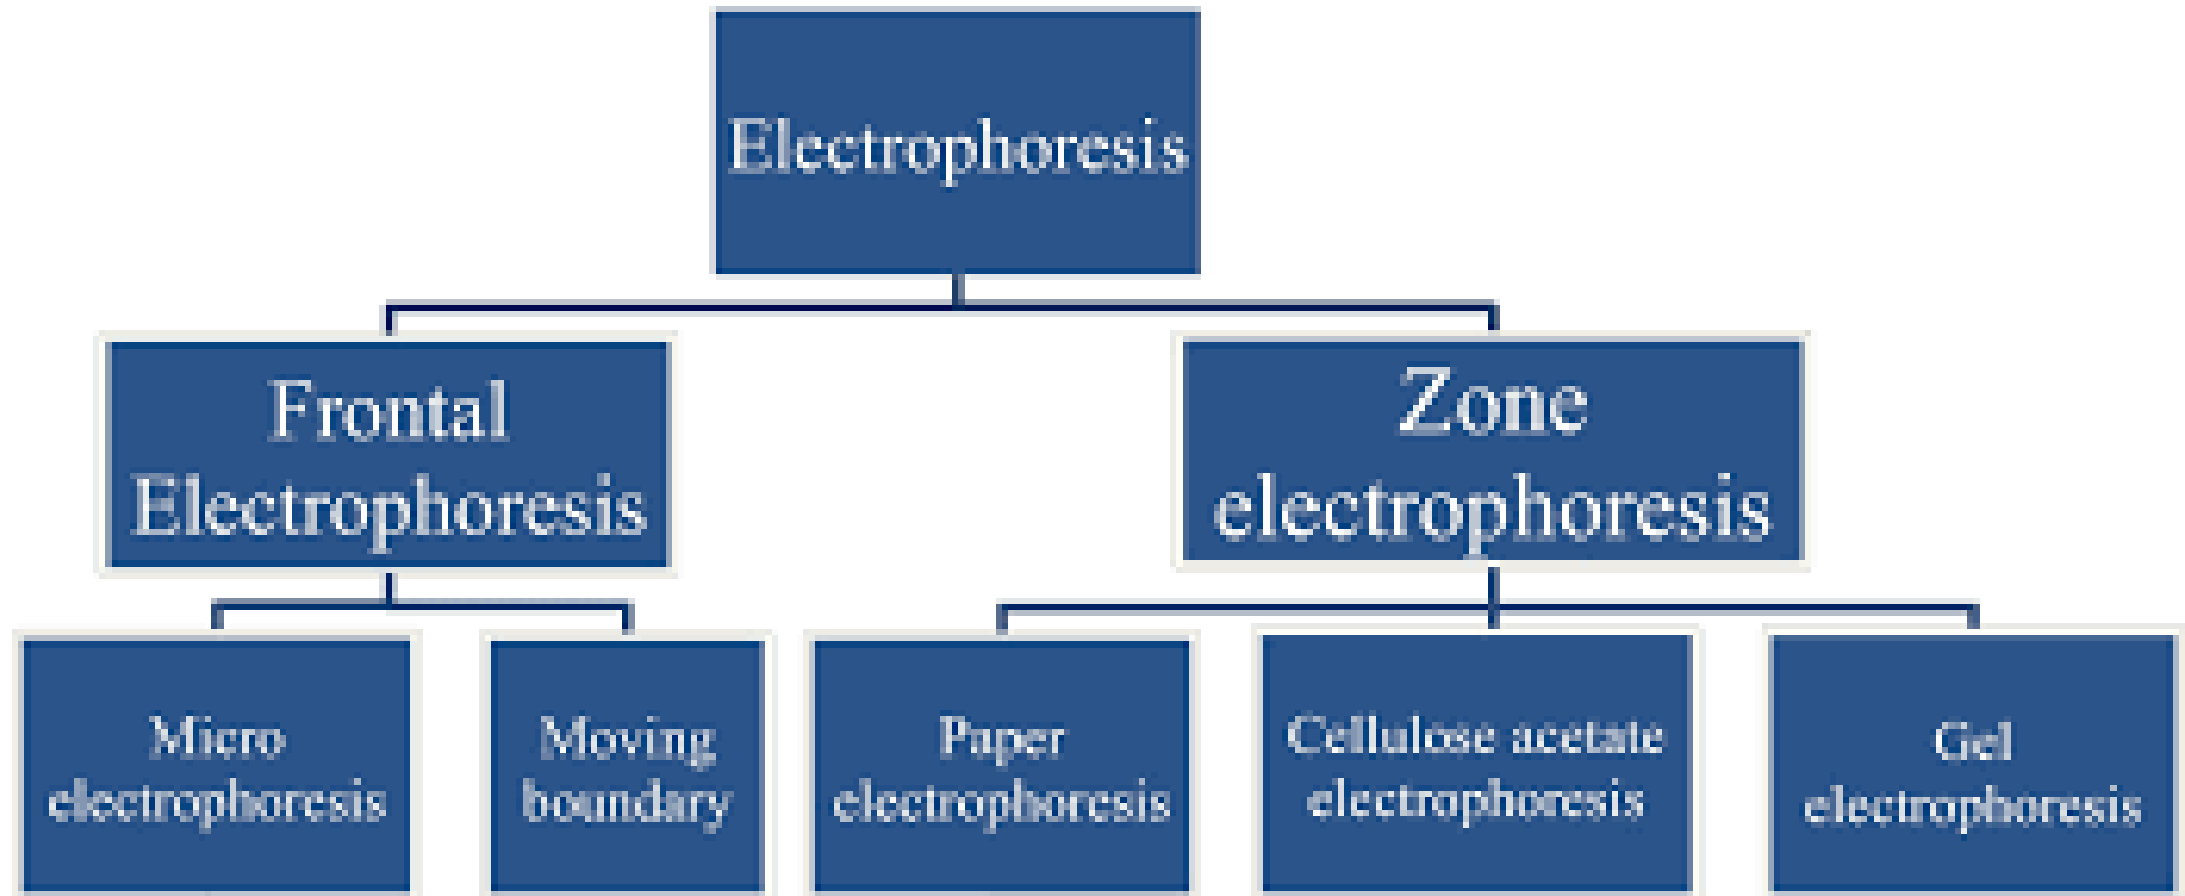 Electrophoresis
Frontal
Electrophoresis
Zone
electrophoresis
Micro
electrophoresis
Moving
boundary
Paper
electrophoresis
Cellulose acetate
electrophoresis
Gel
electrophoresis